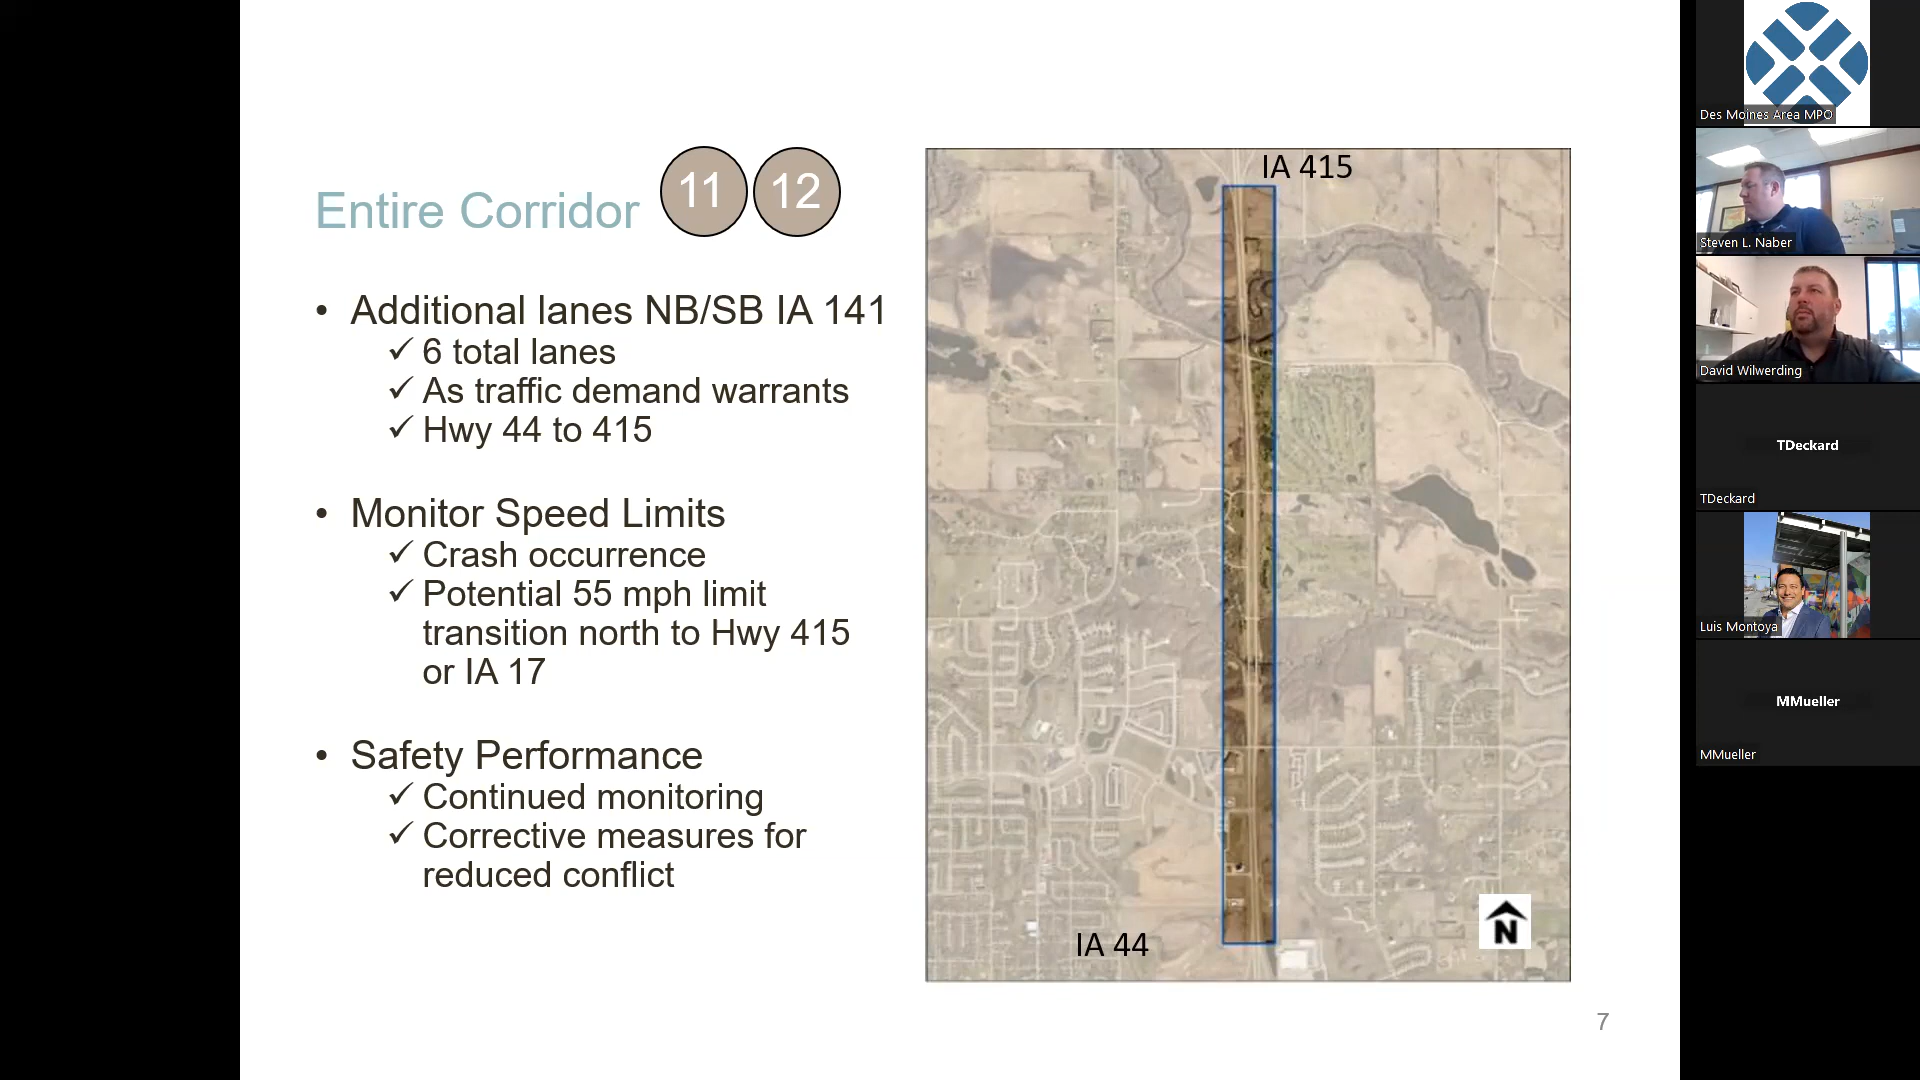 Entire Corridor
11
12
• Additional lanes NB/SB IA 141
✓ 6 total lanes
✓ As traffic demand warrants
✓ Hwy 44 to 415
• Monitor Speed Limits
✓ Crash occurrence
✓ Potential 55 mph limit
transition north to Hwy 415
or IA 17
• Safety Performance
✓ Continued monitoring
✓ Corrective measures for
reduced conflict
IA 415
IA 44
N
7
Des Moines Area MPO
Steven L. Naber
David Wilwerding
TDeckard
TDeckard
Luis Montoya
MMueller
MMueller